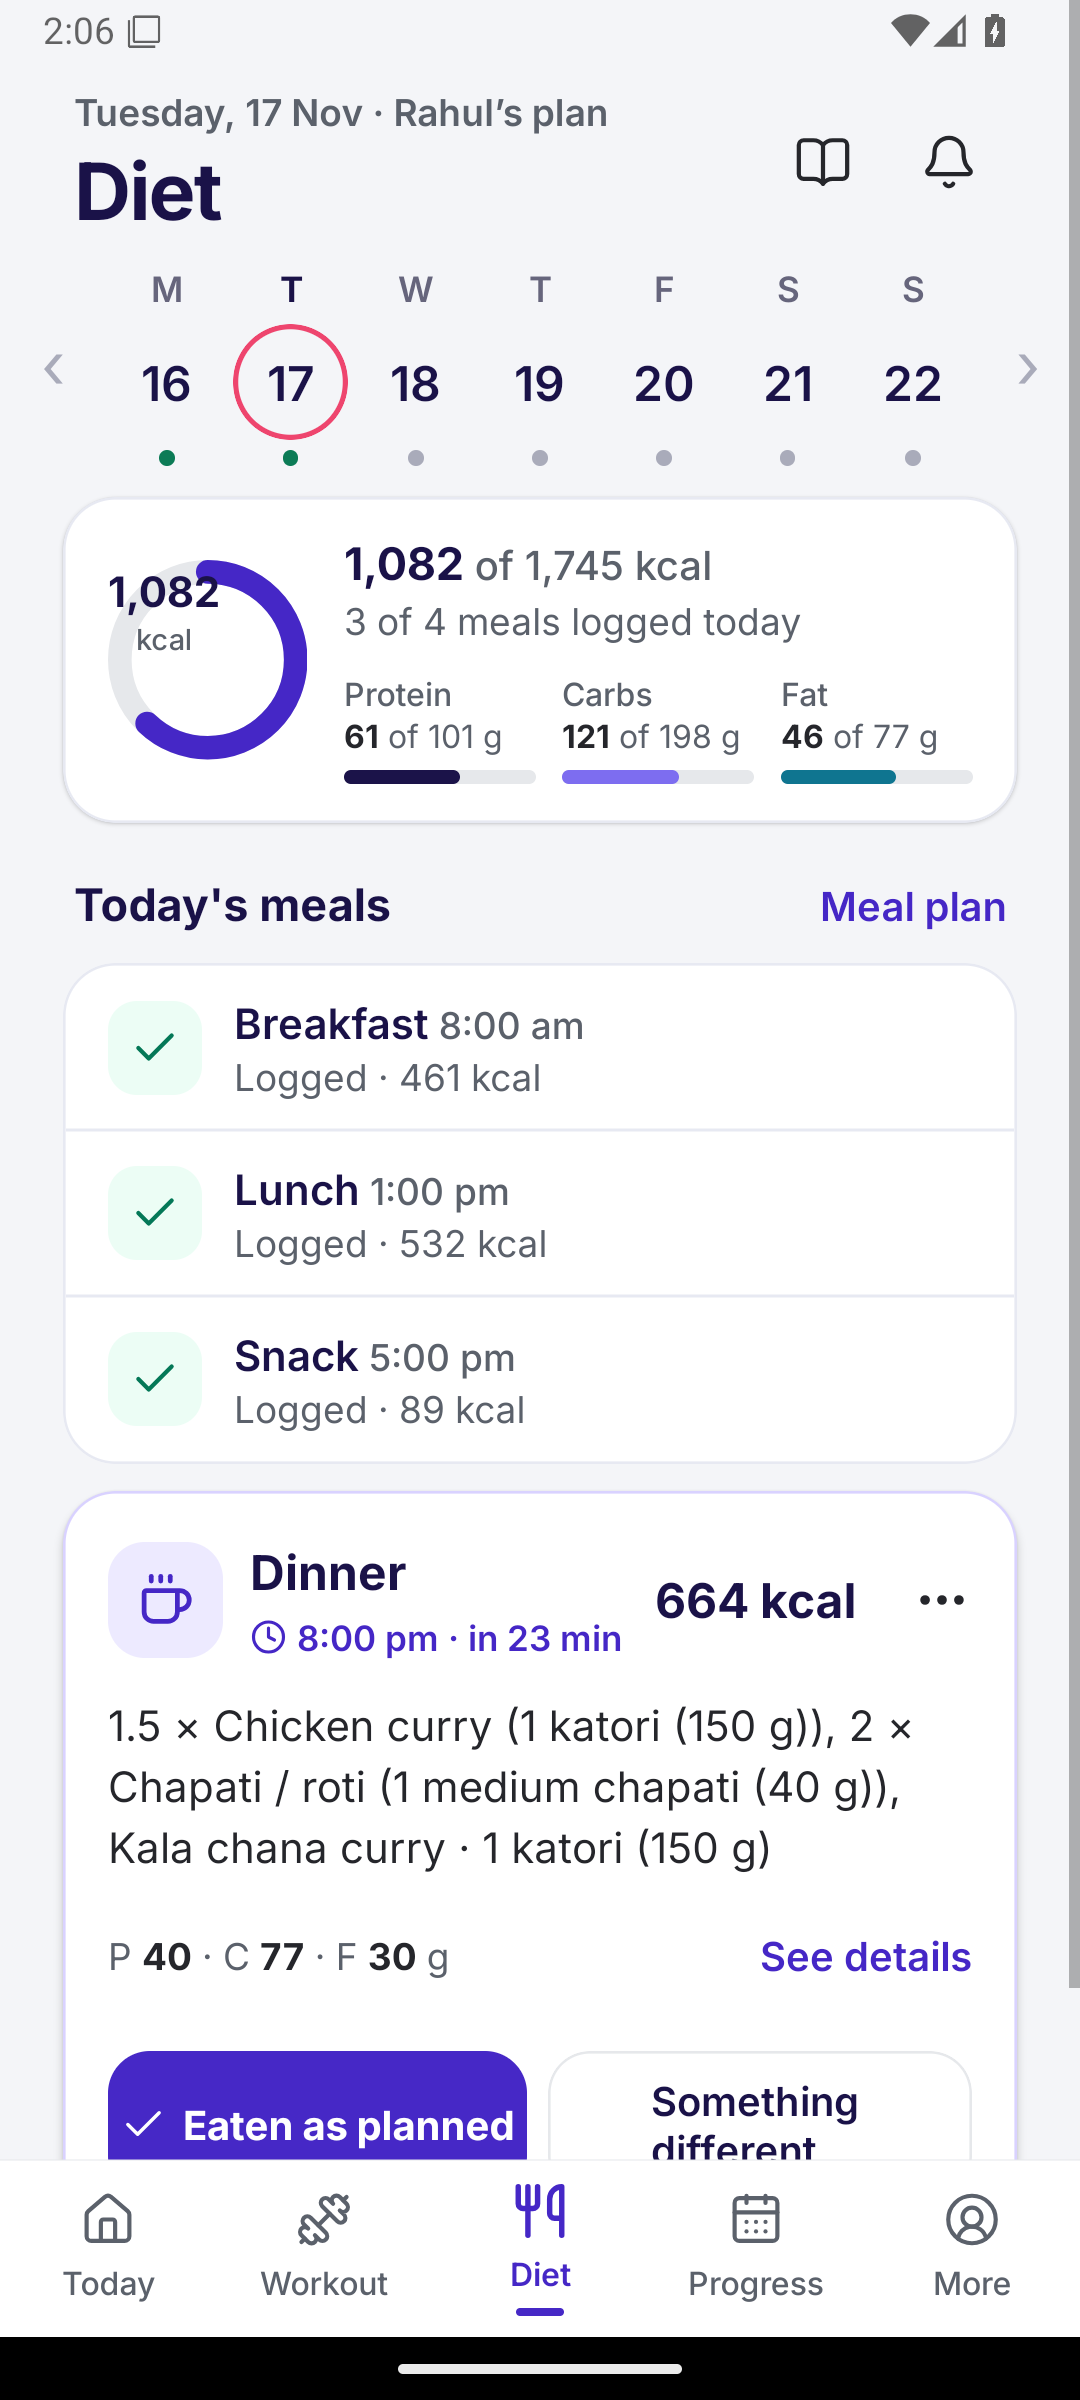 2:06
Tuesday, 17 Nov · Rahul’s plan
Diet
M T W T F S S
16 17 18 19 20 21 22
1,082
kcal
1,082 of 1,745 kcal
3 of 4 meals logged today
Protein Carbs Fat
61 of 101 g 121 of 198 g 46 of 77 g
Today's meals Meal plan
Breakfast 8:00 am
Logged · 461 kcal
Lunch 1:00 pm
Logged · 532 kcal
Snack 5:00 pm
Logged · 89 kcal
Dinner
8:00 pm · in 23 min
664 kcal
1.5 × Chicken curry (1 katori (150 g)), 2 ×
Chapati / roti (1 medium chapati (40 g)),
Kala chana curry · 1 katori (150 g)
P 40 · C 77 · F 30 g See details
Eaten as planned
Something
different
Today Workout Diet Progress More